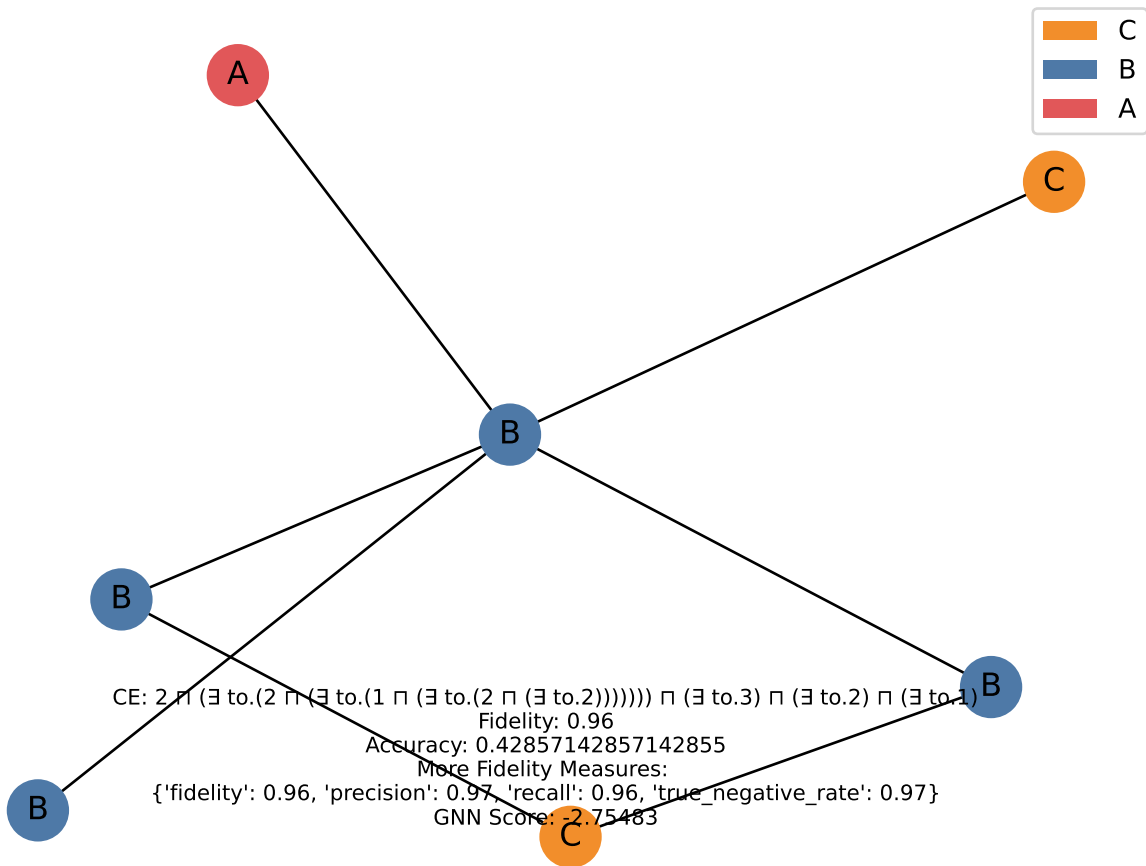 C
B
A
A
C
B
B
B
CE: 2 ⊓ (∃ to.(2 ⊓ (∃ to.(1 ⊓ (∃ to.(2 ⊓ (∃ to.2))))))) ⊓ (∃ to.3) ⊓ (∃ to.2) ⊓ (∃ to.1)
Fidelity: 0.96
Accuracy: 0.42857142857142855
More Fidelity Measures:
{'fidelity': 0.96, 'precision': 0.97, 'recall': 0.96, 'true_negative_rate': 0.97}
B
GNN Score: -2.75483
C